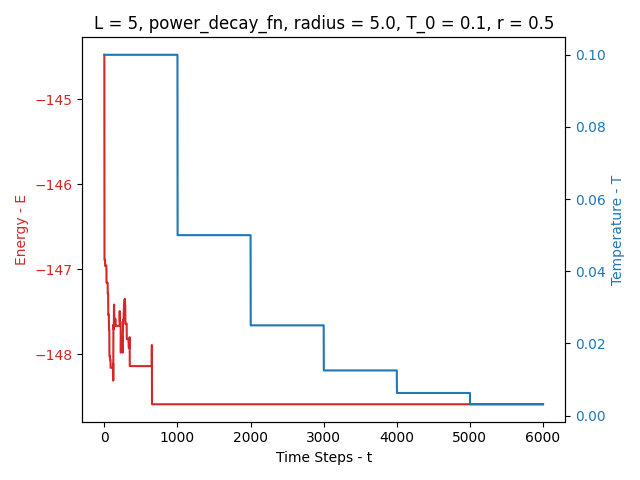 L = 5, power_decay_fn, radius = 5.0, T_0 = 0.1, r = 0.5
−145
−146
−147
−148
Energy - E
0.10
0.08
0.06
0.04
0.02
0.00
Temperature - T
0 1000 2000 3000 4000 5000 6000
Time Steps - t